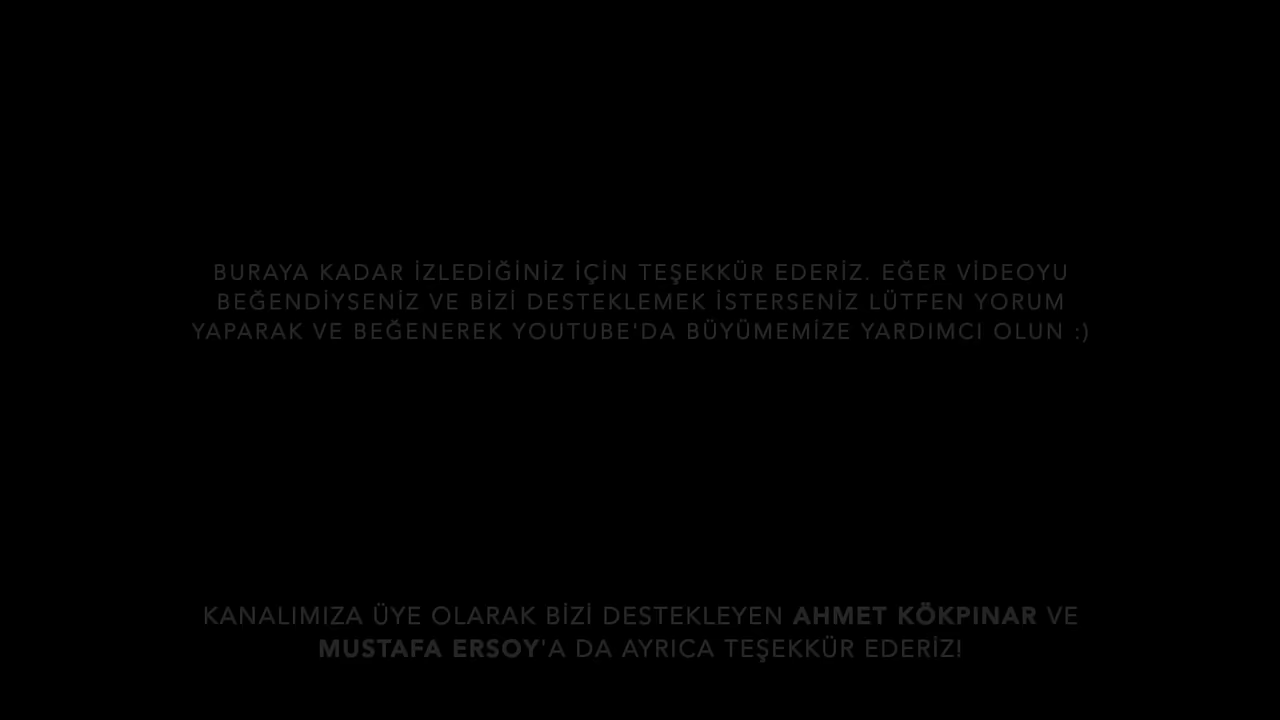 BURAYA KADAR İZLEDİĞİNİZ İÇİN TEŞEKKÜR EDERİZ. EĞER VİDEOYU
BEĞENDİYSENİZ VE BİZİ DESTEKLEMEK İSTERSENİZ LÜTFEN YORUM
YAPARAK VE BEĞENEREK YOUTUBE'DA BÜYÜMEMİZE YARDIMCI OLUN :)
KANALIMIZA ÜYE OLARAK BİZİ DESTEKLEYEN AHMET KÖKPINAR VE
MUSTAFA ERSOY'A DA AYRICA TEŞEKKÜR EDERİZ!